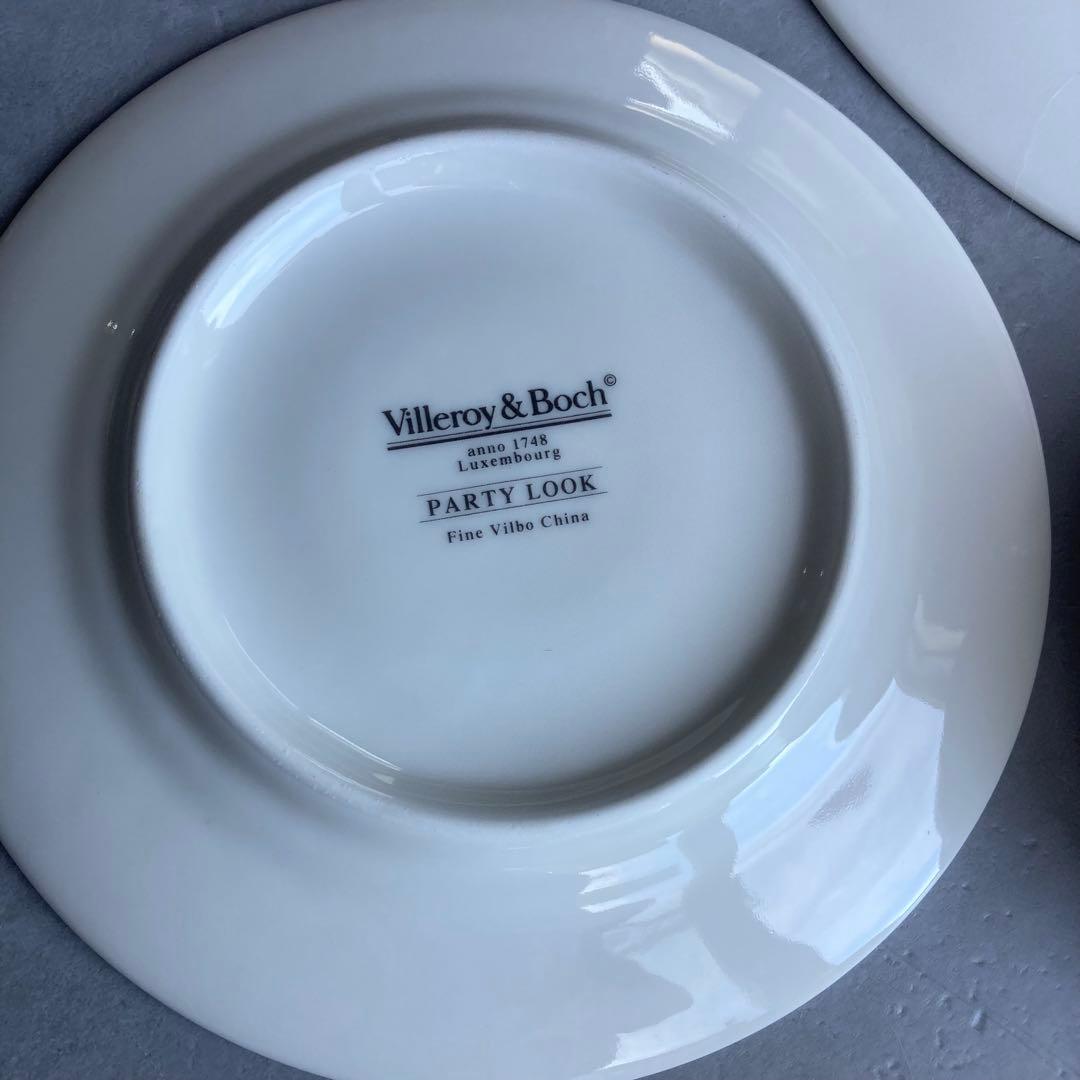 Villeroy & Boch©
anno 1748
Luxembourg
PARTY LOOK
Fine Vilbo China